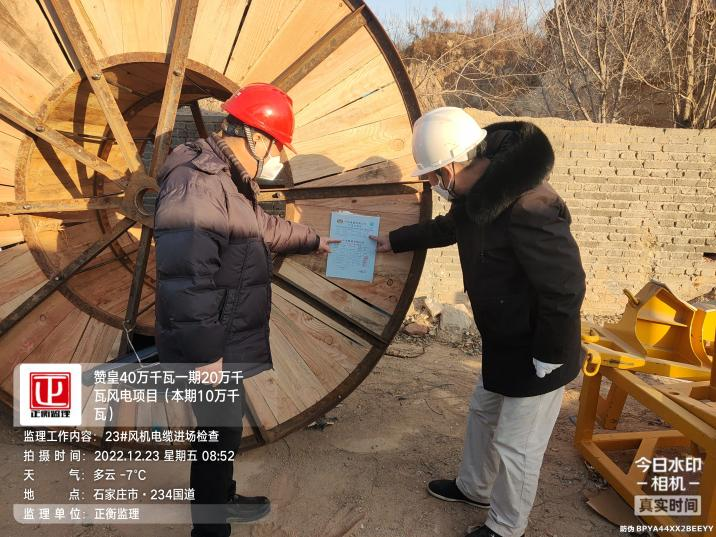 正衡监理
赞皇40万千瓦一期20万千
瓦风电项目（本期10万千
瓦）
监理工作内容：23#风机电缆进场检查
拍摄时间：2022.12.23 星期五 08:52
天气：多云 -7℃
地点：石家庄市·234国道
监理单位：正衡监理
今日水印
-相机-
真实时间
防伪 BPYA44XX2BEEYY